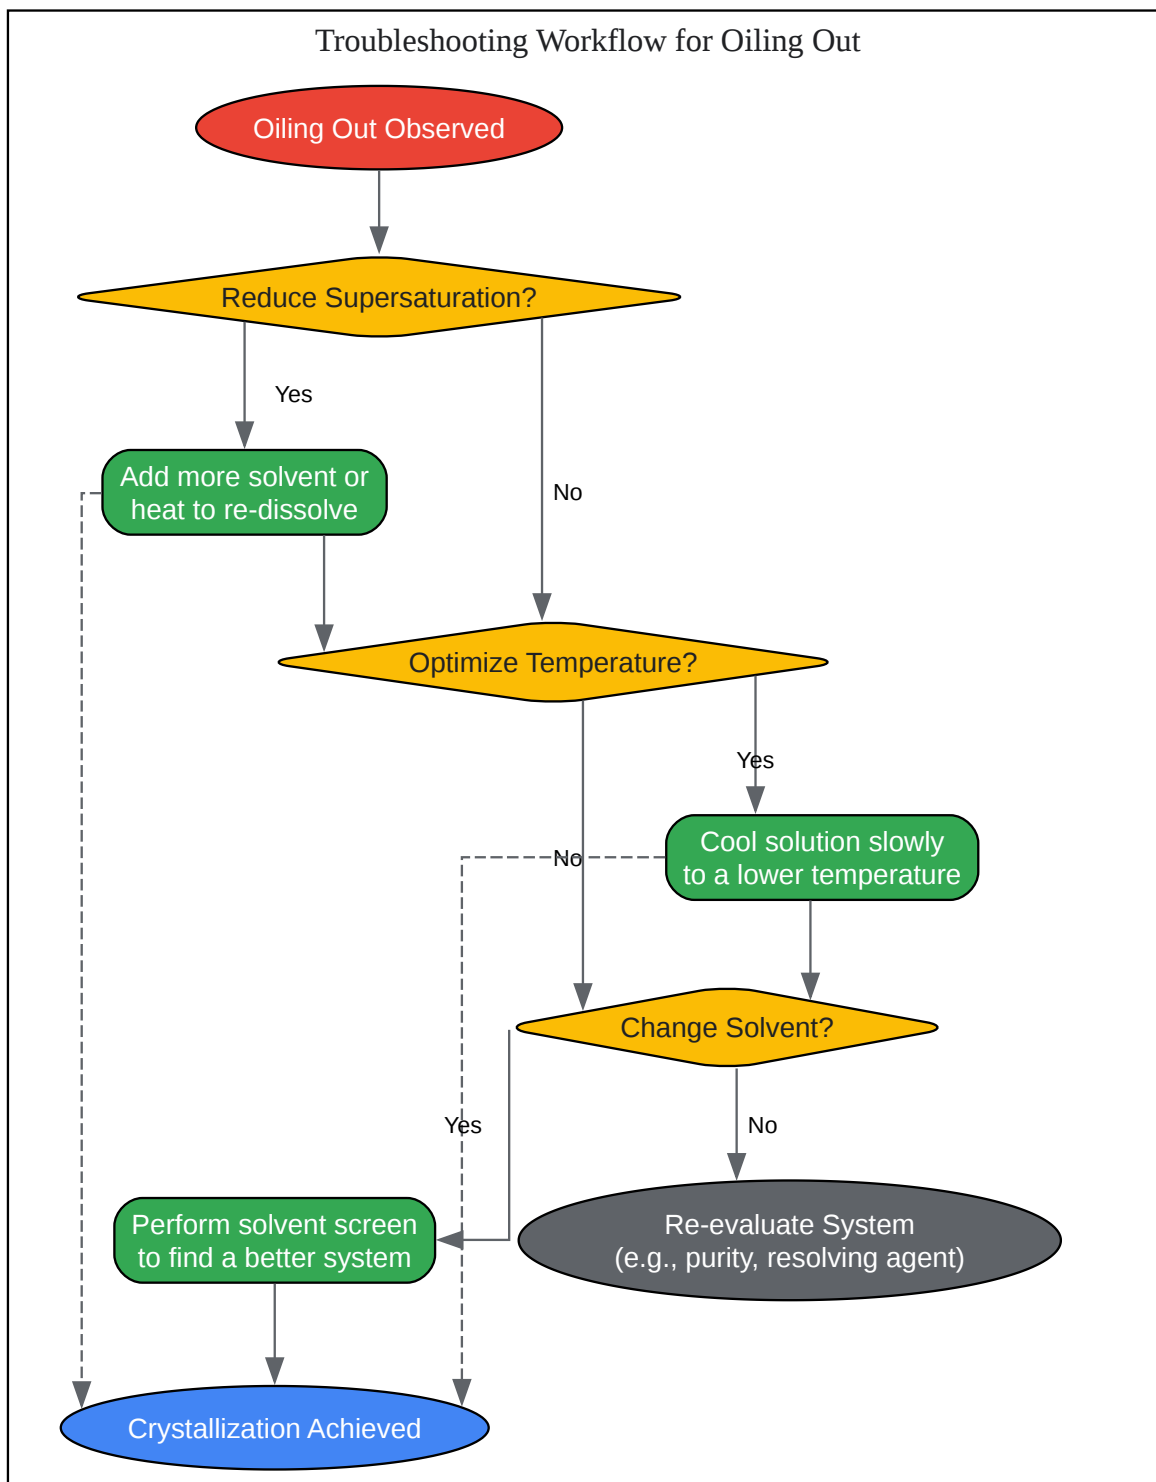 Troubleshooting Workflow for Oiling Out
Oiling Out Observed
Reduce Supersaturation?
Yes
Add more solvent or
heat to re-dissolve
No
Optimize Temperature?
Yes
Cool solution slowly
to a lower temperature
No
Change Solvent?
Yes
No
Perform solvent screen
to find a better system
Re-evaluate System
(e.g., purity, resolving agent)
Crystallization Achieved